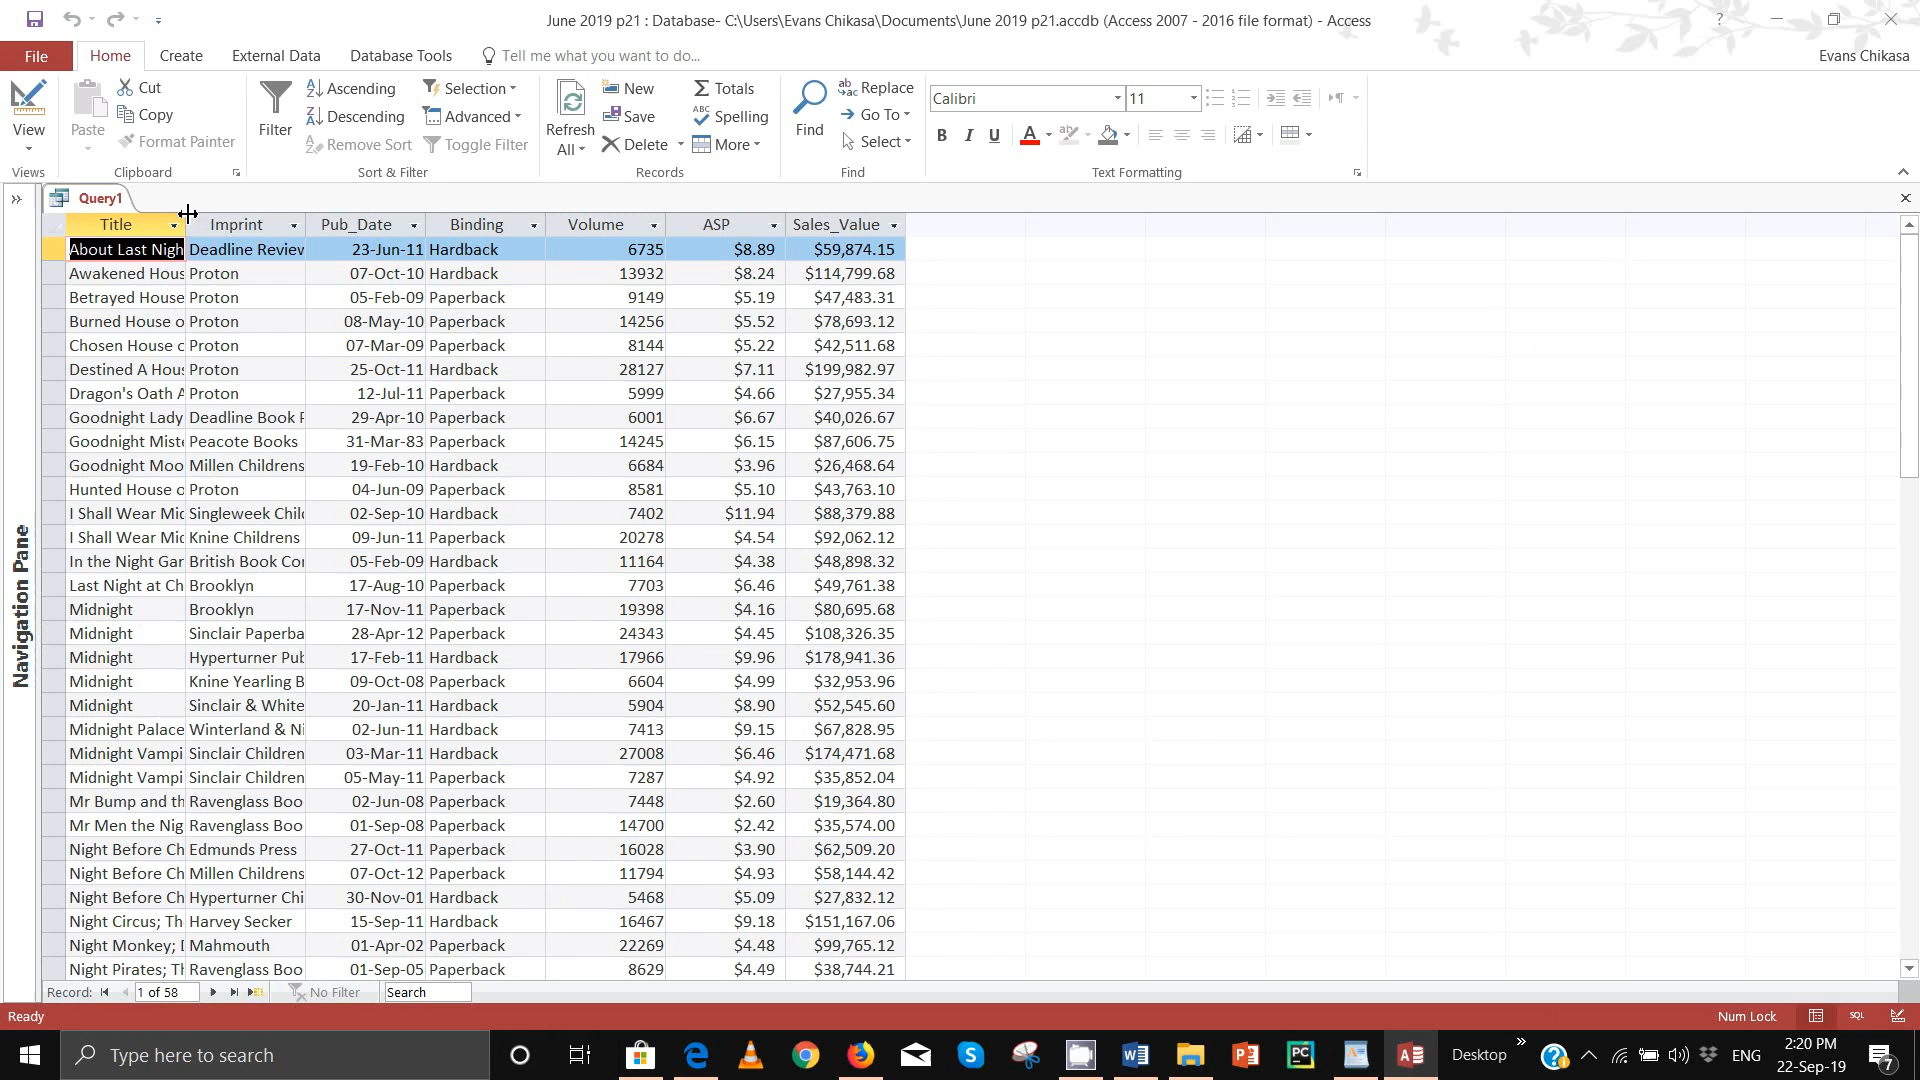 June 2019 p21 : Database- C:\Users\Evans Chikasa\Documents\June 2019 p21.accdb (Access 2007 - 2016 file format) - Access ?
File Home Create External Data Database Tools Tell me what you want to do... Evans Chikasa
View
Views
Paste
Cut
Copy
Format Painter
Clipboard
Filter
Ascending
Descending
Remove Sort
Selection
Advanced
Toggle Filter
Sort & Filter
Refresh
All
New
Save
Delete
Totals
Spelling
More
Records
Find
Replace
Go To
Select
Find
Calibri 11
B I U
Text Formatting
Navigation Pane
Query1
Title Imprint Pub_Date Binding Volume ASP Sales_Value
About Last Nigh Deadline Review 23-Jun-11 Hardback 6735 $8.89 $59,874.15
Awakened Hous Proton 07-Oct-10 Hardback 13932 $8.24 $114,799.68
Betrayed House Proton 05-Feb-09 Paperback 9149 $5.19 $47,483.31
Burned House o Proton 08-May-10 Paperback 14256 $5.52 $78,693.12
Chosen House o Proton 07-Mar-09 Paperback 8144 $5.22 $42,511.68
Destined A Hous Proton 25-Oct-11 Hardback 28127 $7.11 $199,982.97
Dragon's Oath A Proton 12-Jul-11 Paperback 5999 $4.66 $27,955.34
Goodnight Lady Deadline Book P 29-Apr-10 Paperback 6001 $6.67 $40,026.67
Goodnight Miste Peacote Books 31-Mar-83 Paperback 14245 $6.15 $87,606.75
Goodnight Moo Millen Childrens 19-Feb-10 Hardback 6684 $3.96 $26,468.64
Hunted House o Proton 04-Jun-09 Paperback 8581 $5.10 $43,763.10
I Shall Wear Mid Singleweek Chil 02-Sep-10 Hardback 7402 $11.94 $88,379.88
I Shall Wear Mid Knine Childrens 09-Jun-11 Paperback 20278 $4.54 $92,062.12
In the Night Gar British Book Co 05-Feb-09 Hardback 11164 $4.38 $48,898.32
Last Night at Ch Brooklyn 17-Aug-10 Paperback 7703 $6.46 $49,761.38
Midnight Brooklyn 17-Nov-11 Paperback 19398 $4.16 $80,695.68
Midnight Sinclair Paperba 28-Apr-12 Paperback 24343 $4.45 $108,326.35
Midnight Hyperturner Pub 17-Feb-11 Hardback 17966 $9.96 $178,941.36
Midnight Knine Yearling B 09-Oct-08 Paperback 6604 $4.99 $32,953.96
Midnight Sinclair & White 20-Jan-11 Hardback 5904 $8.90 $52,545.60
Midnight Palace Winterland & Ni 02-Jun-11 Hardback 7413 $9.15 $67,828.95
Midnight Vampi Sinclair Children 03-Mar-11 Hardback 27008 $6.46 $174,471.68
Midnight Vampi Sinclair Children 05-May-11 Paperback 7287 $4.92 $35,852.04
Mr Bump and th Ravenglass Boo 02-Jun-08 Paperback 7448 $2.60 $19,364.80
Mr Men the Nig Ravenglass Boo 01-Sep-08 Paperback 14700 $2.42 $35,574.00
Night Before Ch Edmunds Press 27-Oct-11 Paperback 16028 $3.90 $62,509.20
Night Before Ch Millen Childrens 07-Oct-12 Paperback 11794 $4.93 $58,144.42
Night Before Ch Hyperturner Chi 30-Nov-01 Hardback 5468 $5.09 $27,832.12
Night Circus; Th Harvey Secker 15-Sep-11 Hardback 16467 $9.18 $151,167.06
Night Monkey; D Mahmouth 01-Apr-02 Paperback 22269 $4.48 $99,765.12
Night Pirates; Th Ravenglass Boo 01-Sep-05 Paperback 8629 $4.49 $38,744.21
Record: 1 of 58 No Filter Search
Ready Num Lock SQL
Type here to search Desktop ENG 2:20 PM
22-Sep-19 7